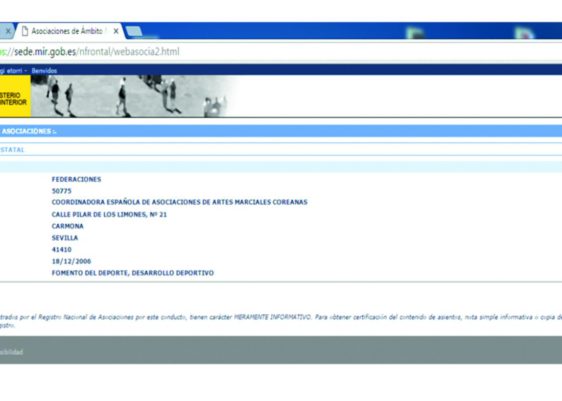 Asociaciones de Ámbito
://sede.mir.gob.es/nfrontal/webasocia2.html
gi etorri - Benvidos
STERIO
INTERIOR
ASOCIACIONES :.
STATAL
FEDERACIONES
50775
COORDINADORA ESPAÑOLA DE ASOCIACIONES DE ARTES MARCIALES COREANAS
CALLE PILAR DE LOS LIMONES, Nº 21
CARMONA
SEVILLA
41410
18/12/2006
FOMENTO DEL DEPORTE, DESARROLLO DEPORTIVO
trados por el Registro Nacional de Asociaciones por este conducto, tienen carácter MERAMENTE INFORMATIVO. Para obtener certificación del contenido de asientos, nota simple informativa o copia de
gistro.
sibilidad